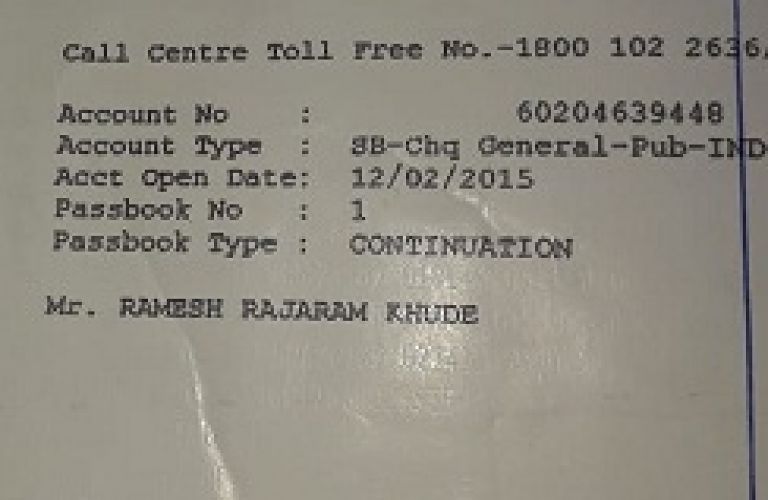 Call Centre Toll Free No.-1800 102 2636,
Account No : 60204639448
Account Type : SB-Chq General-Pub-IND
Acct Open Date: 12/02/2015
Passbook No : 1
Passbook Type : CONTINUATION
Mr. RAMESH RAJARAM KHUDE